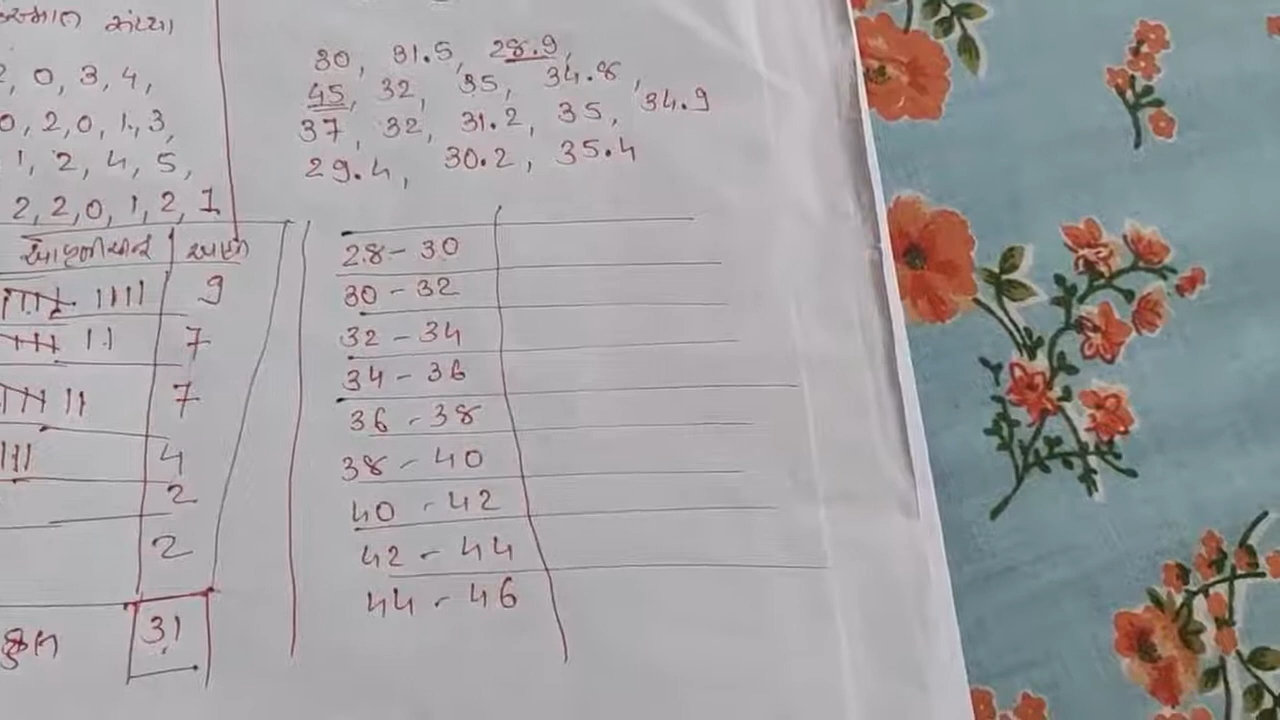 સંખ્યા
2, 0, 3, 4,
0, 2, 0, 1, 3,
1, 2, 4, 5,
2, 2, 0, 1, 2, 1
આવૃત્તિ
9
7
7
4
2
2
કુલ 31
30, 31.5, 28.9,
45, 32, 35, 34.8,
37, 32, 31.2, 35, 34.9
29.4, 30.2, 35.4
28 - 30
30 - 32
32 - 34
34 - 36
36 - 38
38 - 40
40 - 42
42 - 44
44 - 46